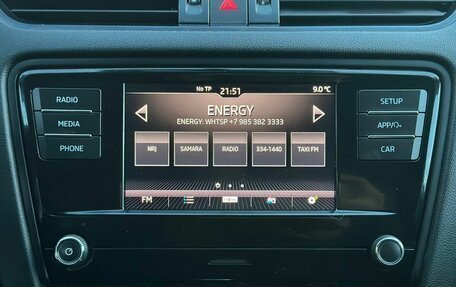 No TP 21:51 9.0 °C
RADIO
MEDIA
PHONE
ENERGY
ENERGY: WHTSP +7 985 382 3333
NRJ SAMARA RADIO 334-1440 TAXI FM
FM
SETUP
APP/
CAR